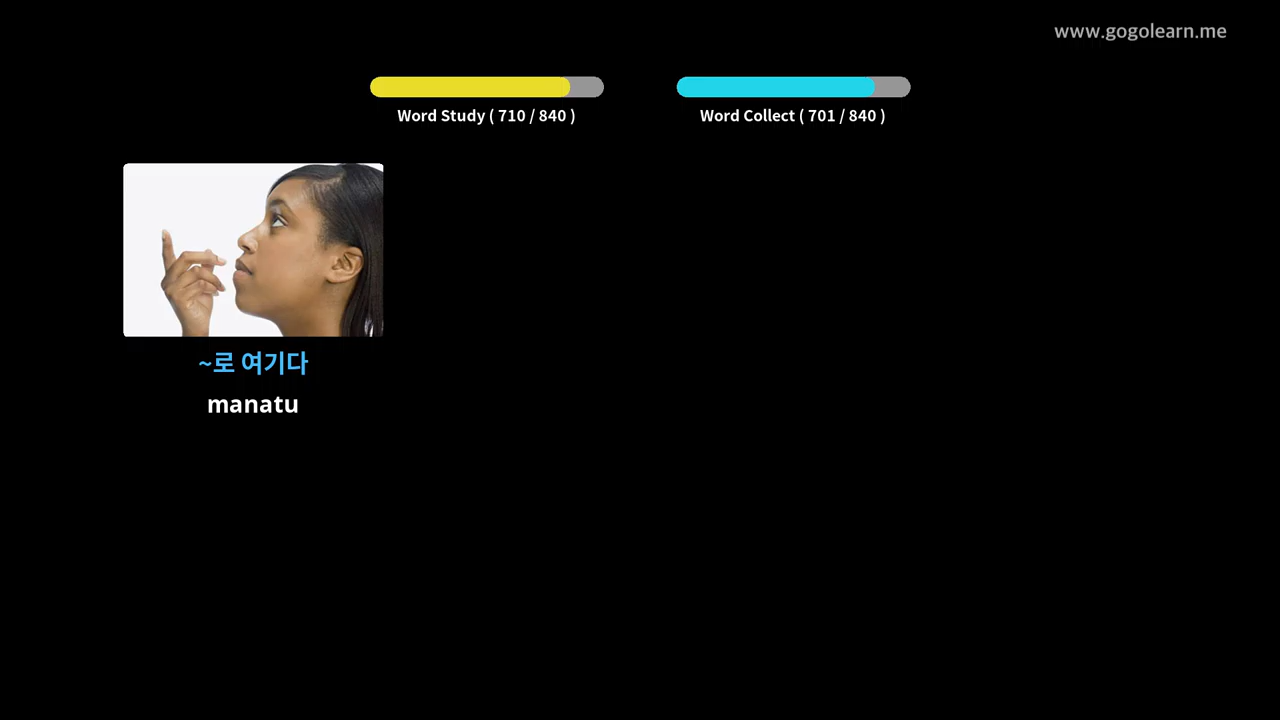 www.gogolearn.me
Word Study ( 710 / 840 )
Word Collect ( 701 / 840 )
~로 여기다
manatu